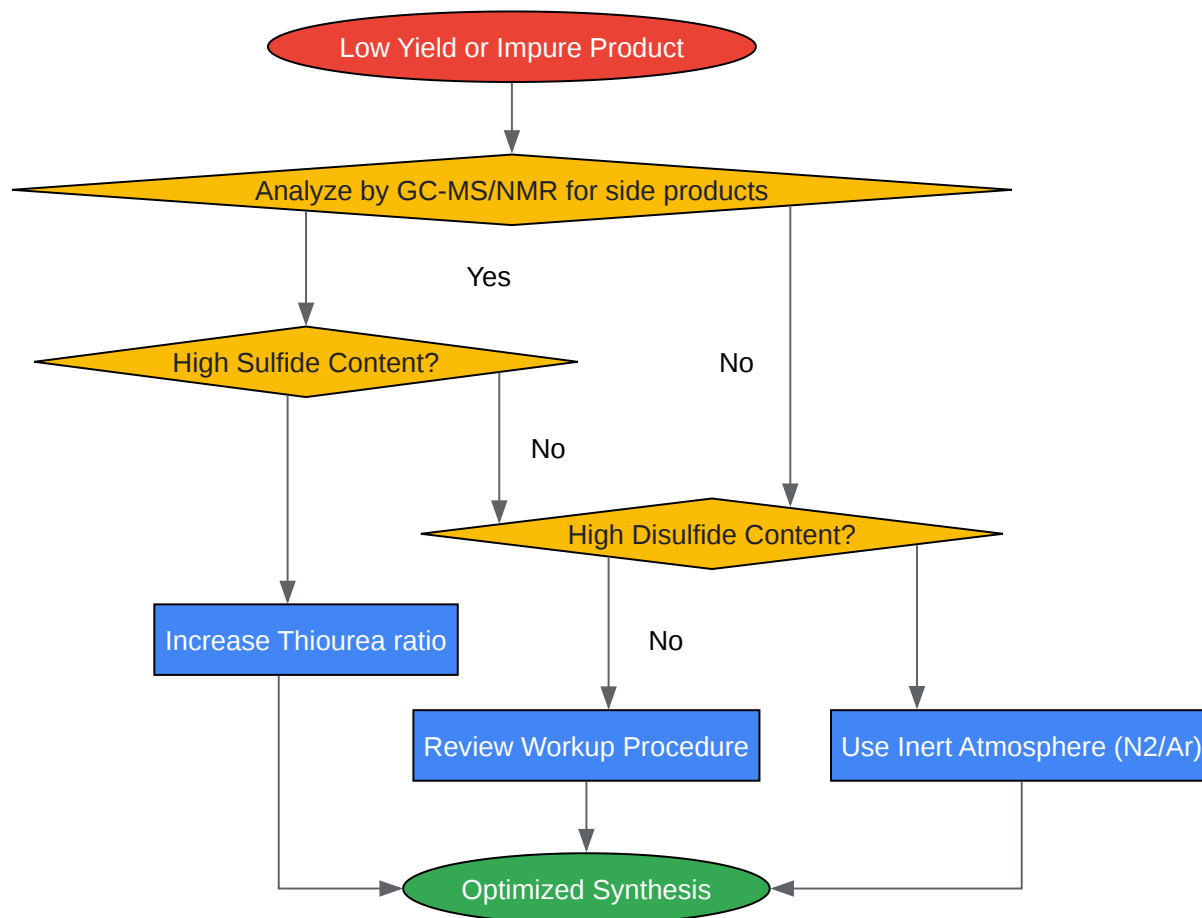 Low Yield or Impure Product
Analyze by GC-MS/NMR for side products
Yes
High Sulfide Content?
No
No
High Disulfide Content?
Increase Thiourea ratio
No
Review Workup Procedure
Use Inert Atmosphere (N2/Ar)
Optimized Synthesis